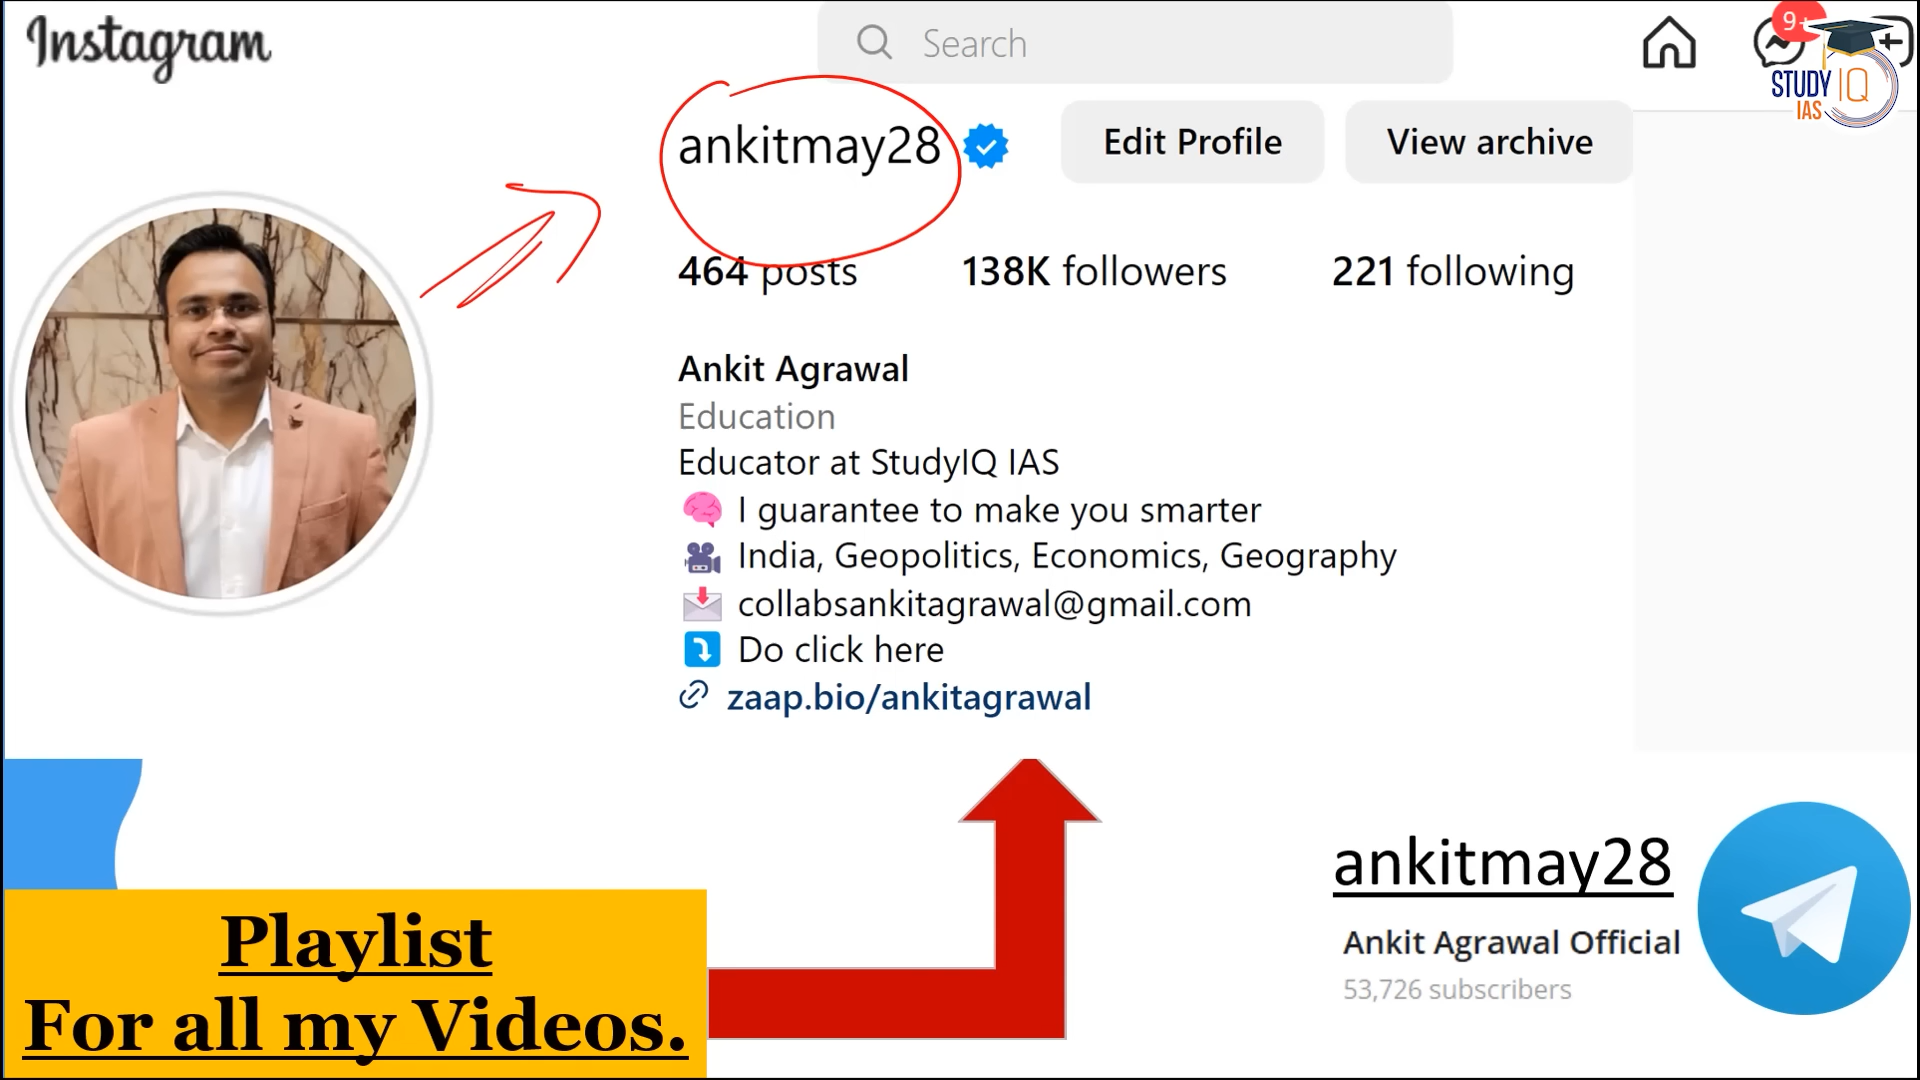 Instagram
Search
9+
STUDY IQ
IAS
ankitmay28
Edit Profile
View archive
464 posts
138K followers
221 following
Ankit Agrawal
Education
Educator at StudyIQ IAS
I guarantee to make you smarter
India, Geopolitics, Economics, Geography
collabsankitagrawal@gmail.com
Do click here
zaap.bio/ankitagrawal
ankitmay28
Ankit Agrawal Official
53,726 subscribers
Playlist
For all my Videos.